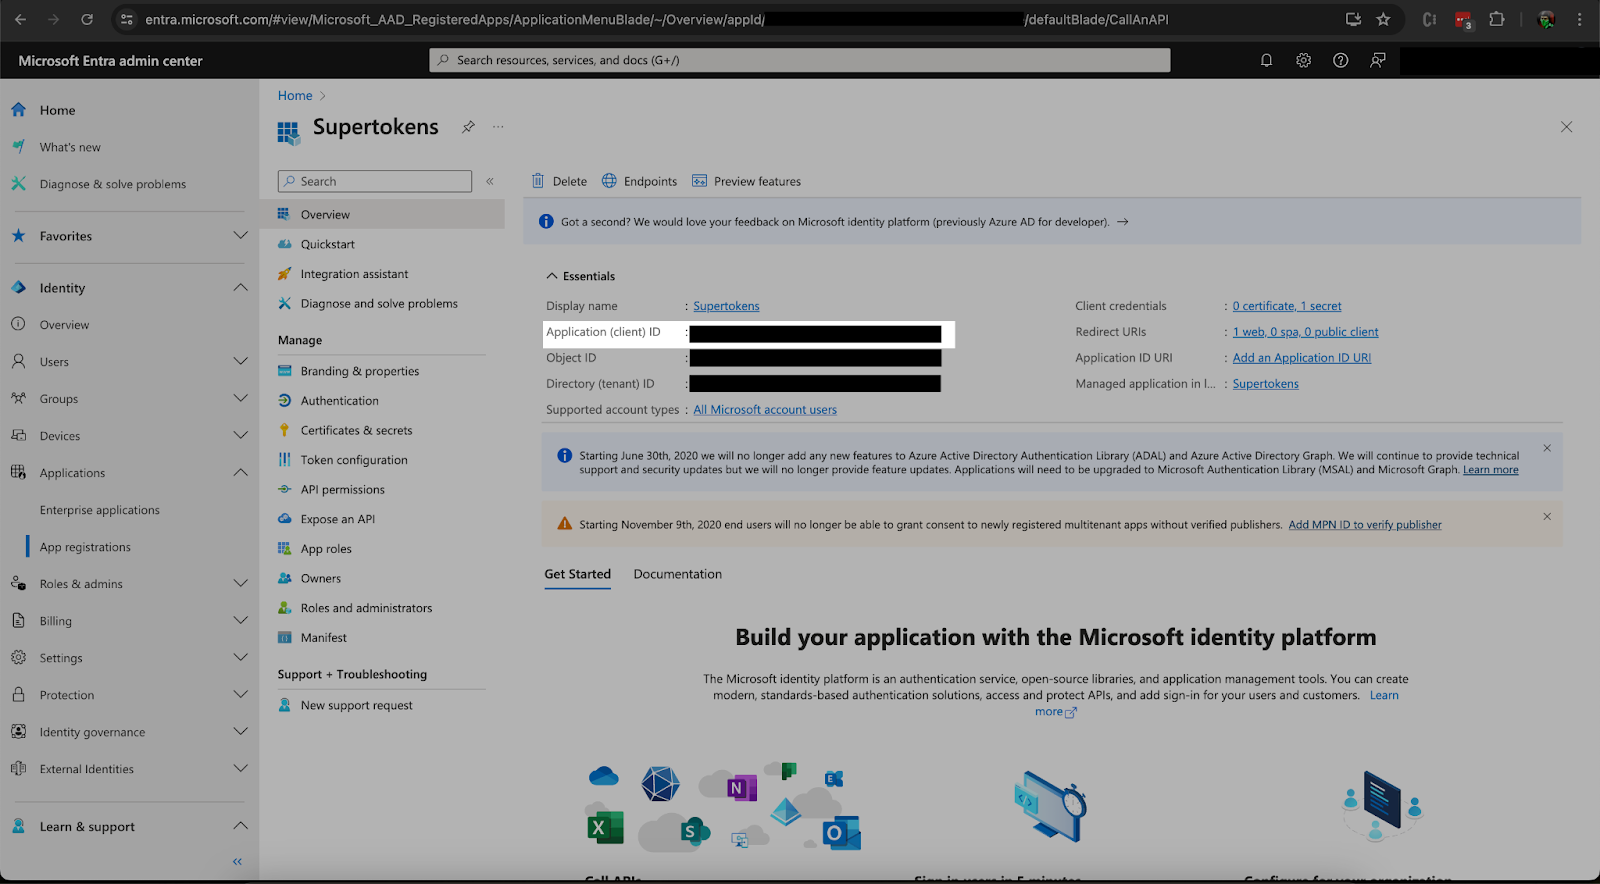 entra.microsoft.com/#view/Microsoft_AAD_RegisteredApps/ApplicationMenuBlade/~/Overview/appId/ /defaultBlade/CallAnAPI
3
Microsoft Entra admin center
Search resources, services, and docs (G+/)
Home
What's new
Diagnose & solve problems
Favorites
Identity
Overview
Users
Groups
Devices
Applications
Enterprise applications
App registrations
Roles & admins
Billing
Settings
Protection
Identity governance
External Identities
Learn & support
«
Home >
Supertokens
...
Search
«
Overview
Quickstart
Integration assistant
Diagnose and solve problems
Manage
Branding & properties
Authentication
Certificates & secrets
Token configuration
API permissions
Expose an API
App roles
Owners
Roles and administrators
Manifest
Support + Troubleshooting
New support request
Delete Endpoints Preview features
Got a second? We would love your feedback on Microsoft identity platform (previously Azure AD for developer). →
Essentials
Display name : Supertokens
Application (client) ID :
Object ID :
Directory (tenant) ID :
Supported account types : All Microsoft account users
Client credentials : 0 certificate, 1 secret
Redirect URIs : 1 web, 0 spa, 0 public client
Application ID URI : Add an Application ID URI
Managed application in l... : Supertokens
Starting June 30th, 2020 we will no longer add any new features to Azure Active Directory Authentication Library (ADAL) and Azure Active Directory Graph. We will continue to provide technical
support and security updates but we will no longer provide feature updates. Applications will need to be upgraded to Microsoft Authentication Library (MSAL) and Microsoft Graph. Learn more
Starting November 9th, 2020 end users will no longer be able to grant consent to newly registered multitenant apps without verified publishers. Add MPN ID to verify publisher
Get Started Documentation
Build your application with the Microsoft identity platform
The Microsoft identity platform is an authentication service, open-source libraries, and application management tools. You can create
modern, standards-based authentication solutions, access and protect APIs, and add sign-in for your users and customers. Learn
more
N
E
X
S
O
Call APIs
Sign in users in 5 minutes
Configure for your organization